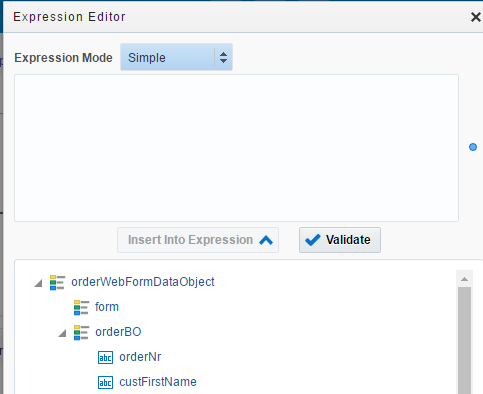 Expression Editor
Expression Mode Simple
Insert Into Expression Validate
orderWebFormDataObject
form
orderBO
abc orderNr
abc custFirstName